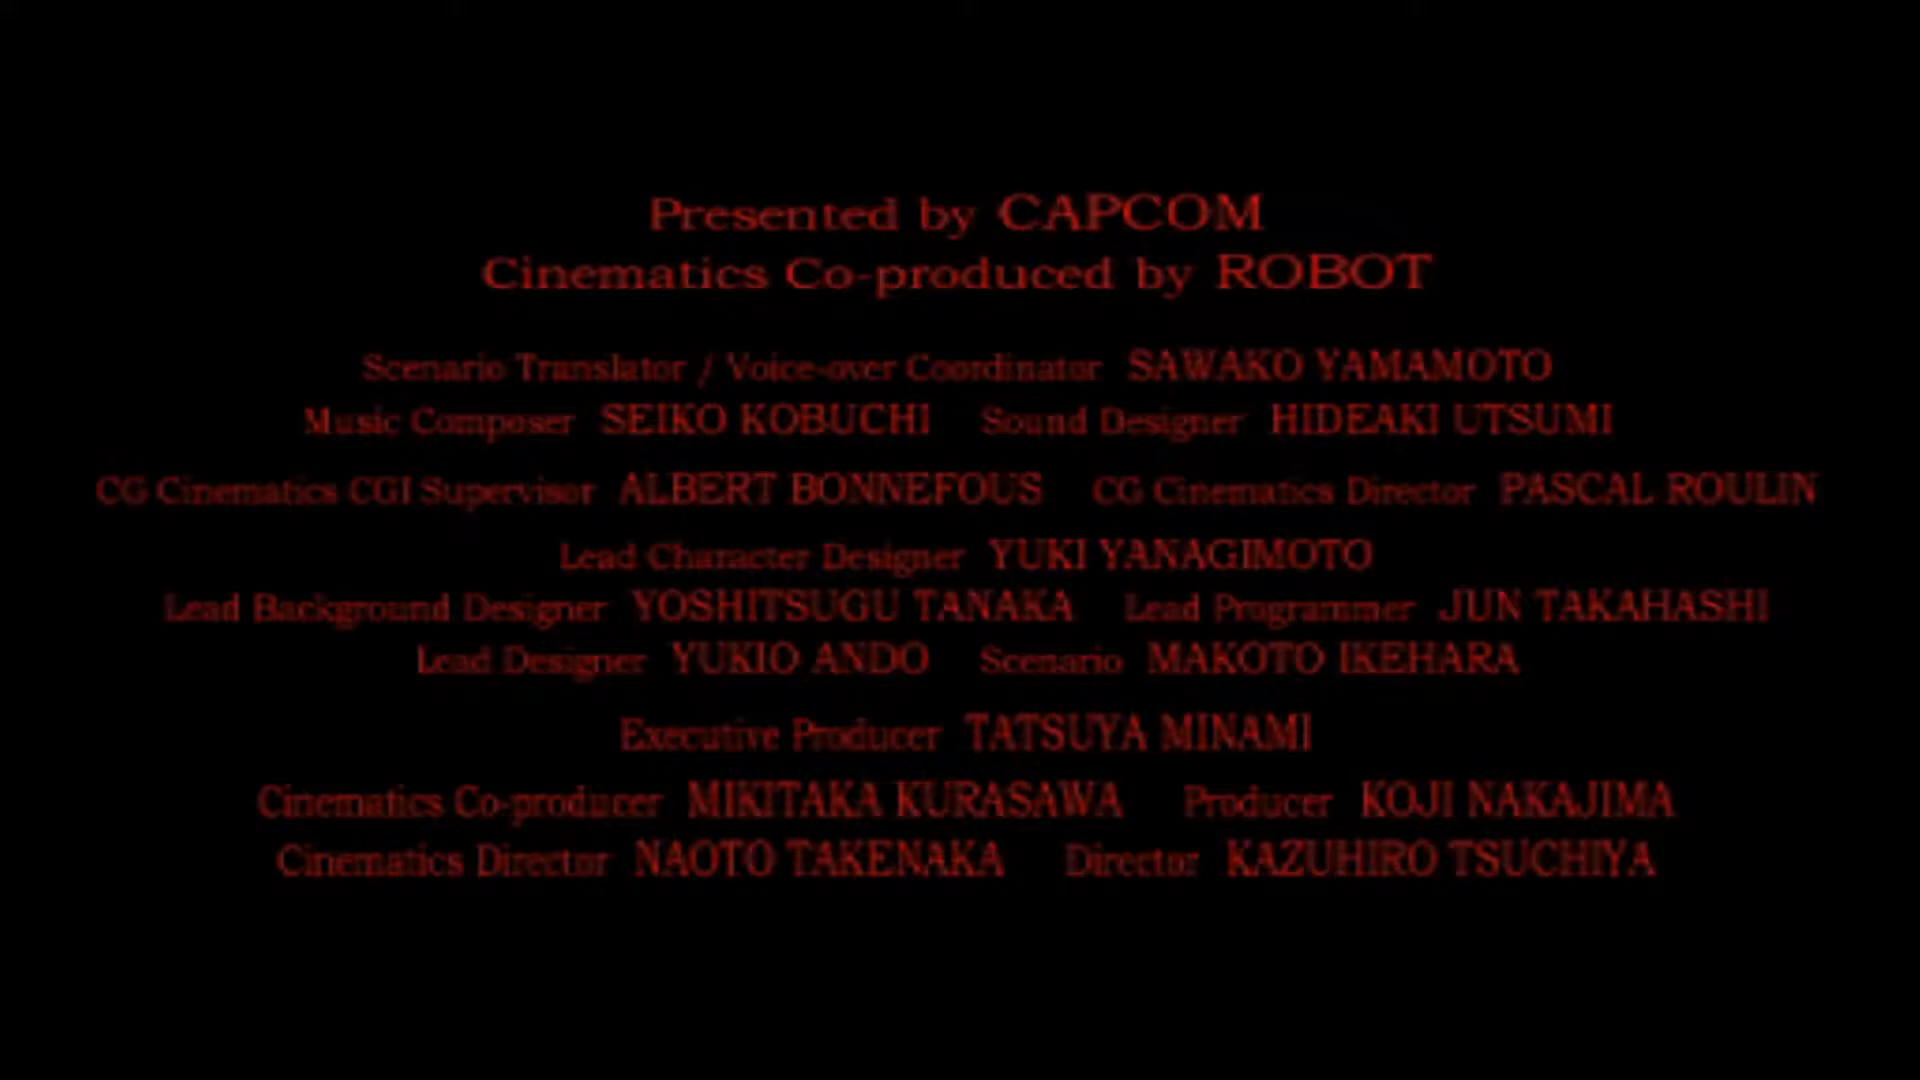 Presented by CAPCOM
Cinematics Co-produced by ROBOT
Scenario Translator / Voice-over Coordinator SAWAKO YAMAMOTO
Music Composer SEIKO KOBUCHI Sound Designer HIDEAKI UTSUMI
CG Cinematics CGI Supervisor ALBERT BONNEFOUS CG Cinematics Director PASCAL ROULIN
Lead Character Designer YUKI YANAGIMOTO
Lead Background Designer YOSHITSUGU TANAKA Lead Programmer JUN TAKAHASHI
Lead Designer YUKIO ANDO Scenario MAKOTO IKEHARA
Executive Producer TATSUYA MINAMI
Cinematics Co-producer MIKITAKA KURASAWA Producer KOJI NAKAJIMA
Cinematics Director NAOTO TAKENAKA Director KAZUHIRO TSUCHIYA